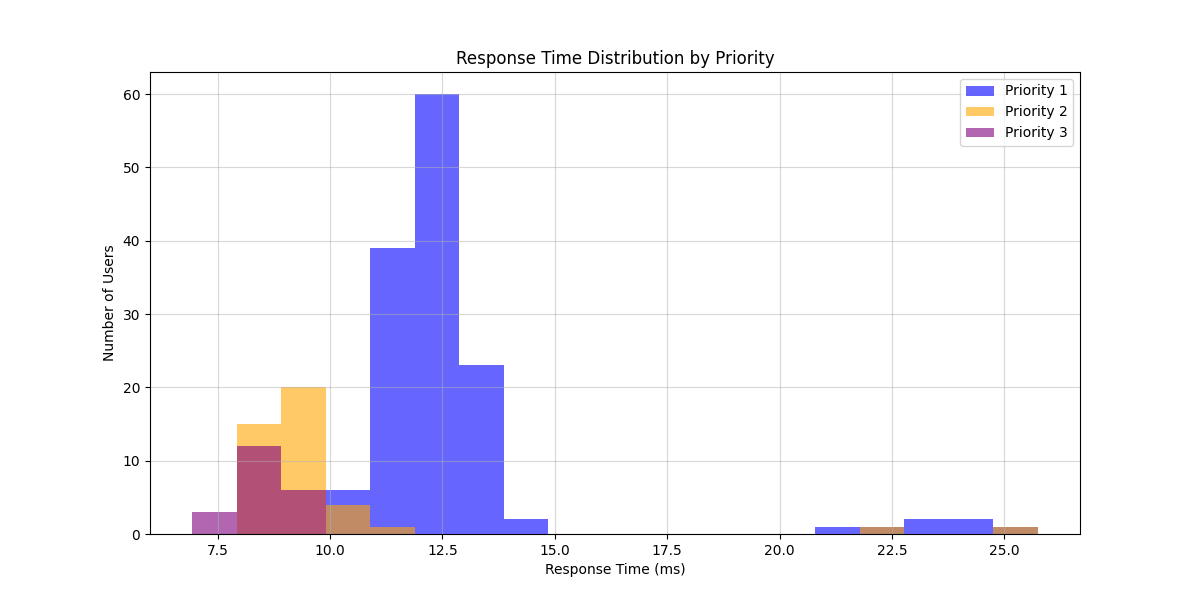 Response Time Distribution by Priority
Priority 1
Priority 2
Priority 3
60
50
40
30
20
10
0
Number of Users
7.5 10.0 12.5 15.0 17.5 20.0 22.5 25.0
Response Time (ms)